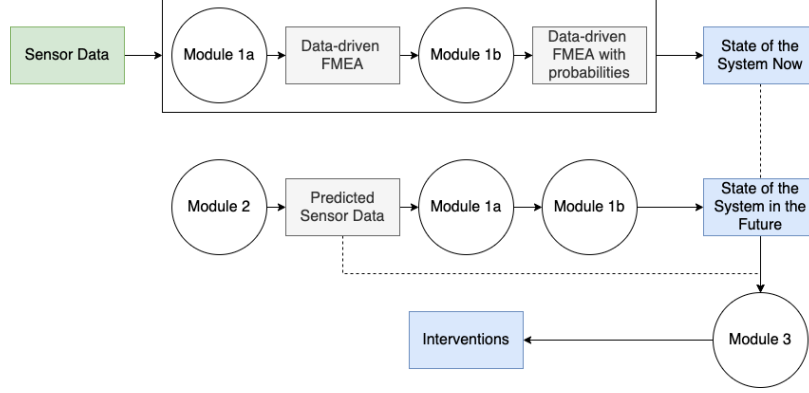 Sensor Data
Module 1a
Data-driven
FMEA
Module 1b
Data-driven
FMEA with
probabilities
State of the
System Now
Module 2
Predicted
Sensor Data
Module 1a
Module 1b
State of the
System in the
Future
Interventions
Module 3